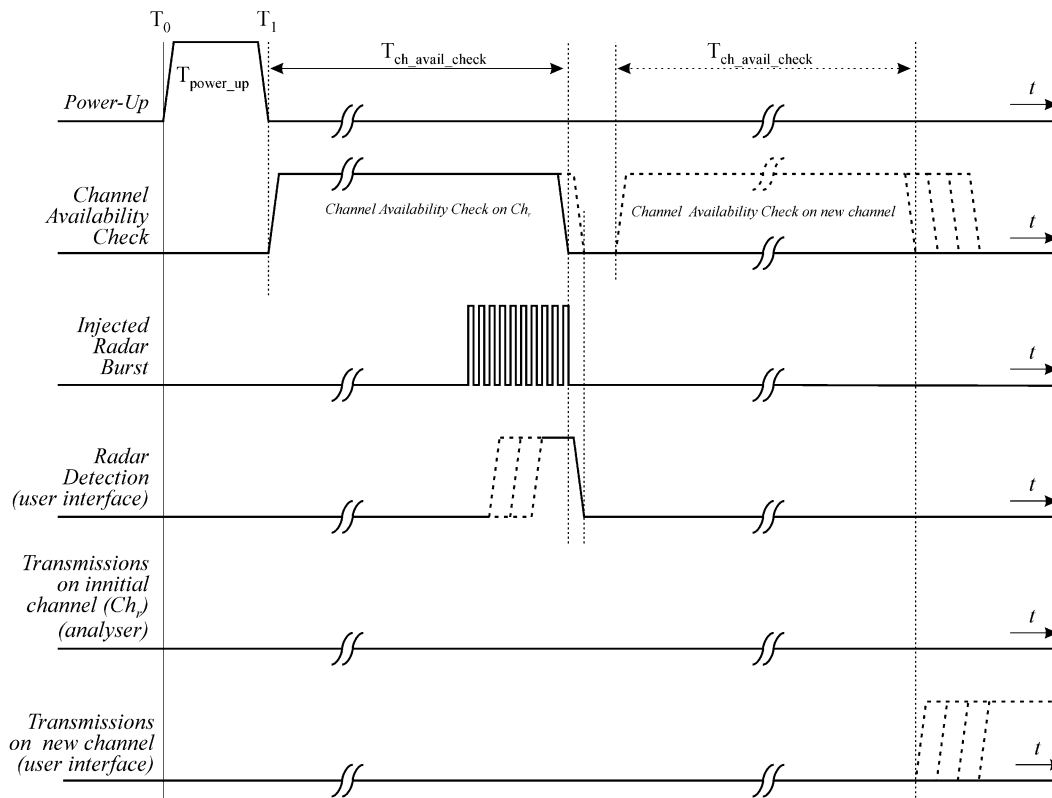 T0 T1
Tpower_up
Tch_avail_check
Tch_avail_check
Power-Up
t
Channel
Availability
Check
Channel Availability Check on Chr
Channel Availability Check on new channel
t
Injected
Radar
Burst
t
Radar
Detection
(user interface)
t
Transmissions
on innitial
channel (Chr)
(analyser)
t
Transmissions
on new channel
(user interface)
t